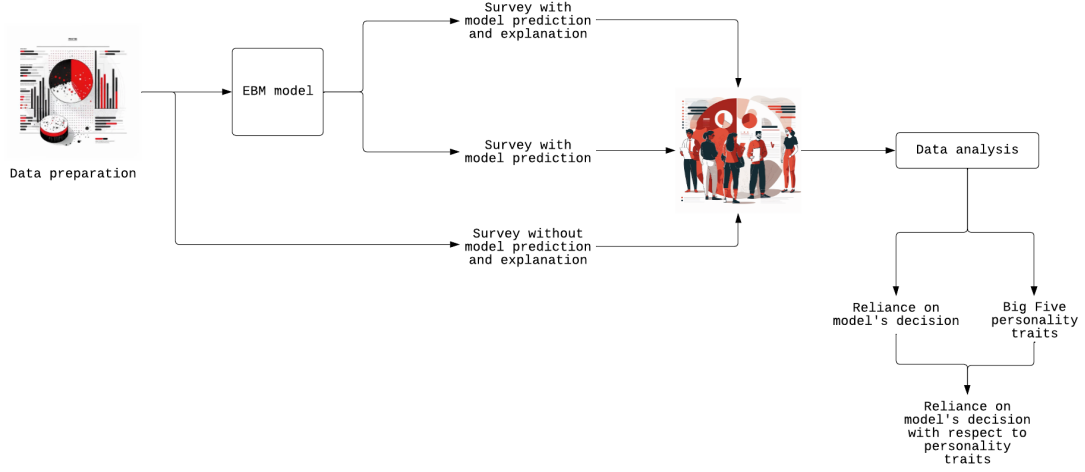 Survey with
model prediction
and explanation
EBM model
Data preparation
Survey with
model prediction
Data analysis
Survey without
model prediction
and explanation
Reliance on
model's decision
Big Five
personality
traits
Reliance on
model's decision
with respect to
personality
traits